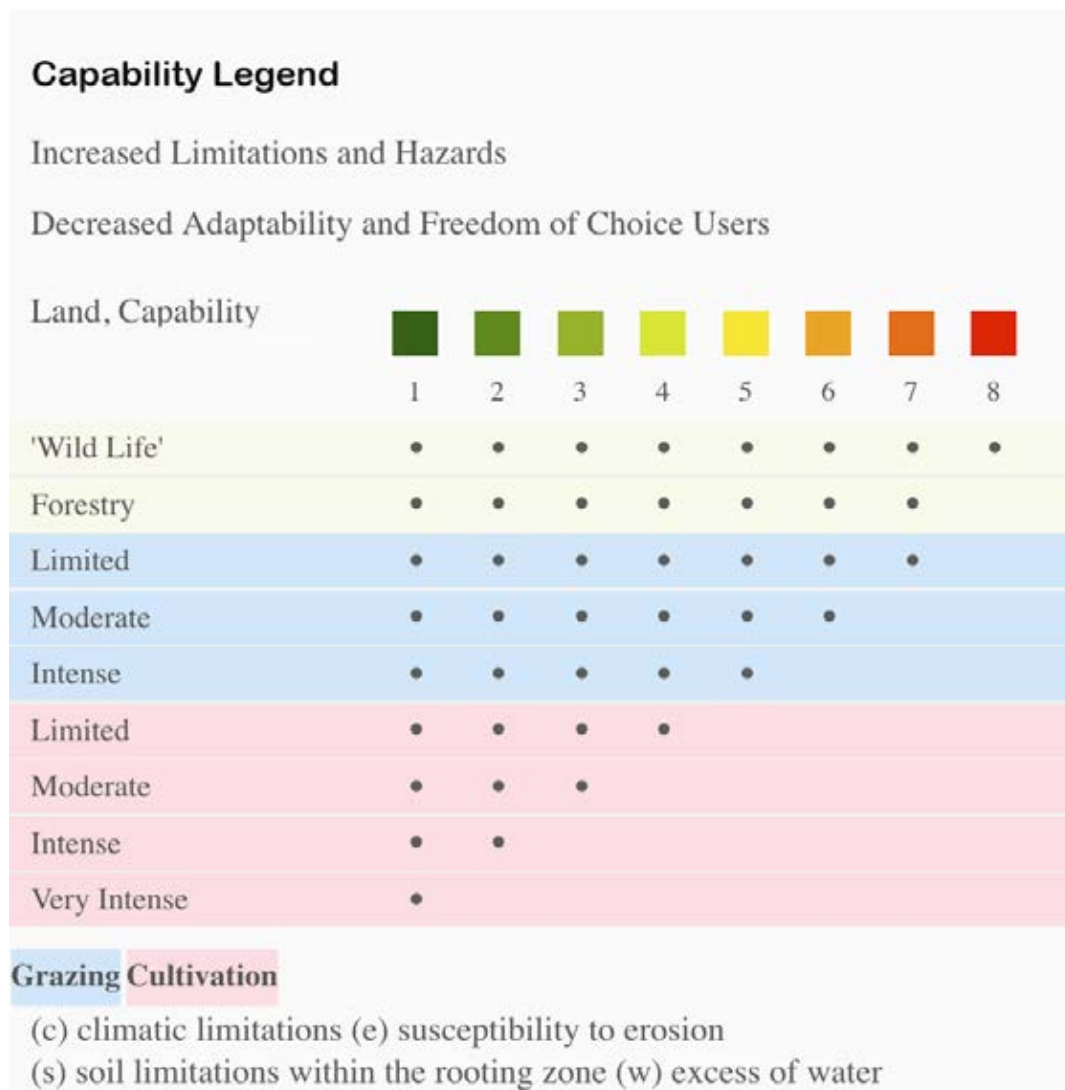 Capability Legend
Increased Limitations and Hazards
Decreased Adaptability and Freedom of Choice Users
Land, Capability
1 2 3 4 5 6 7 8
'Wild Life'
Forestry
Limited
Moderate
Intense
Limited
Moderate
Intense
Very Intense
Grazing Cultivation
(c) climatic limitations (e) susceptibility to erosion
(s) soil limitations within the rooting zone (w) excess of water